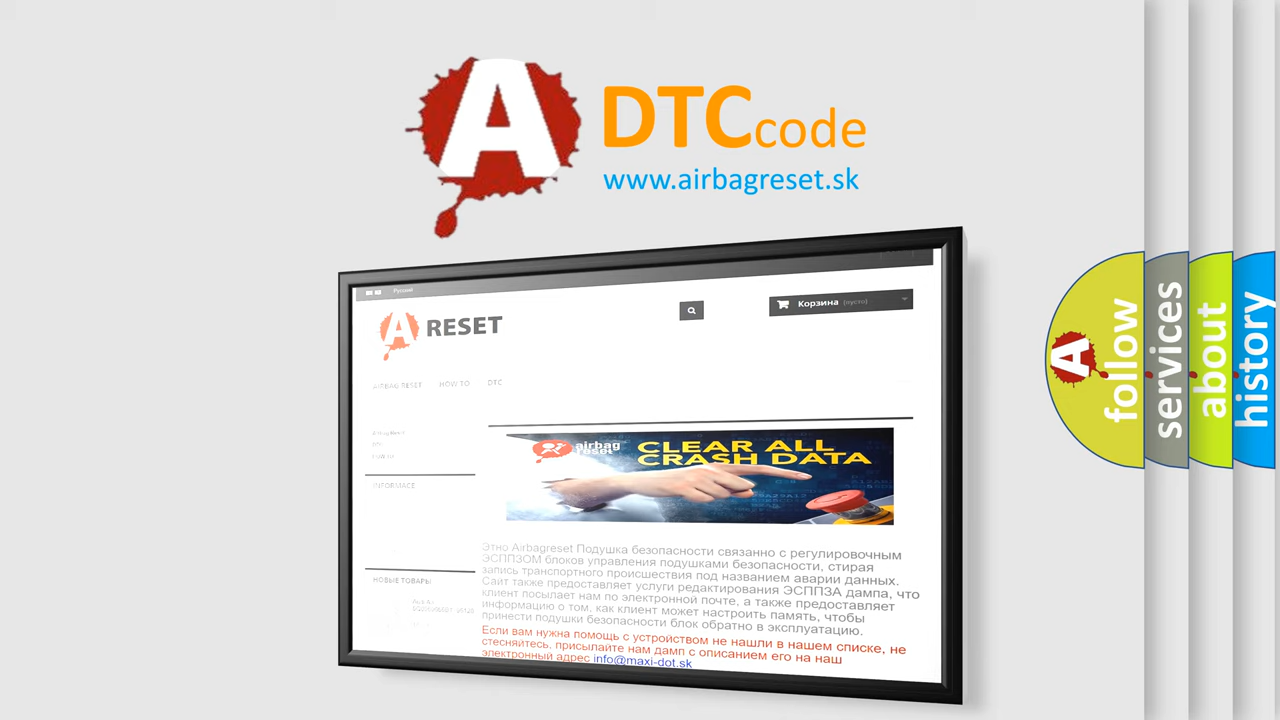 A DTCcode
www.airbagreset.sk
Русский
Корзина (пусто)
A RESET
AIRBAG RESET HOW TO DTC
Airbag Reset
DTC
INFORMACE
НОВЫЕ ТОВАРЫ
airbag
reset
CLEAR ALL
CRASH DATA
Этно Airbagreset Подушка безопасности связанно с регулировочным
ЭСППЗОМ блоков управления подушками безопасности, стирая
запись транспортного происшествия под названием аварии данных.
Сайт также предоставляет услуги редактирования ЭСППЗА дампа, что
клиент посылает нам по электронной почте, а также предоставляет
информацию о том, как клиент может настроить память, чтобы
принести подушки безопасности блок обратно в эксплуатацию.
Если вам нужна помощь с устройством не нашли в нашем списке, не
стесняйтесь, присылайте нам дамп с описанием его на наш
электронный адрес info@maxi-dot.sk
A
follow
services
about
history